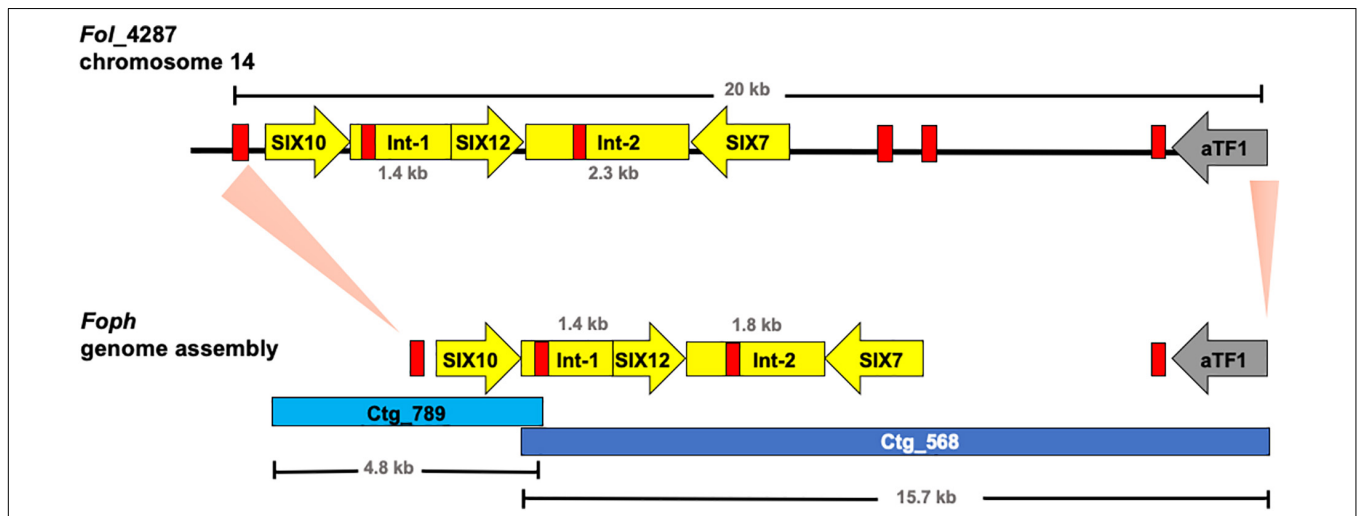 Fol_4287
chromosome 14
20 kb
SIX10 Int-1 SIX12 Int-2 SIX7 aTF1
1.4 kb 2.3 kb
Foph
genome assembly
1.4 kb 1.8 kb
SIX10 Int-1 SIX12 Int-2 SIX7 aTF1
Ctg_789
Ctg_568
4.8 kb
15.7 kb